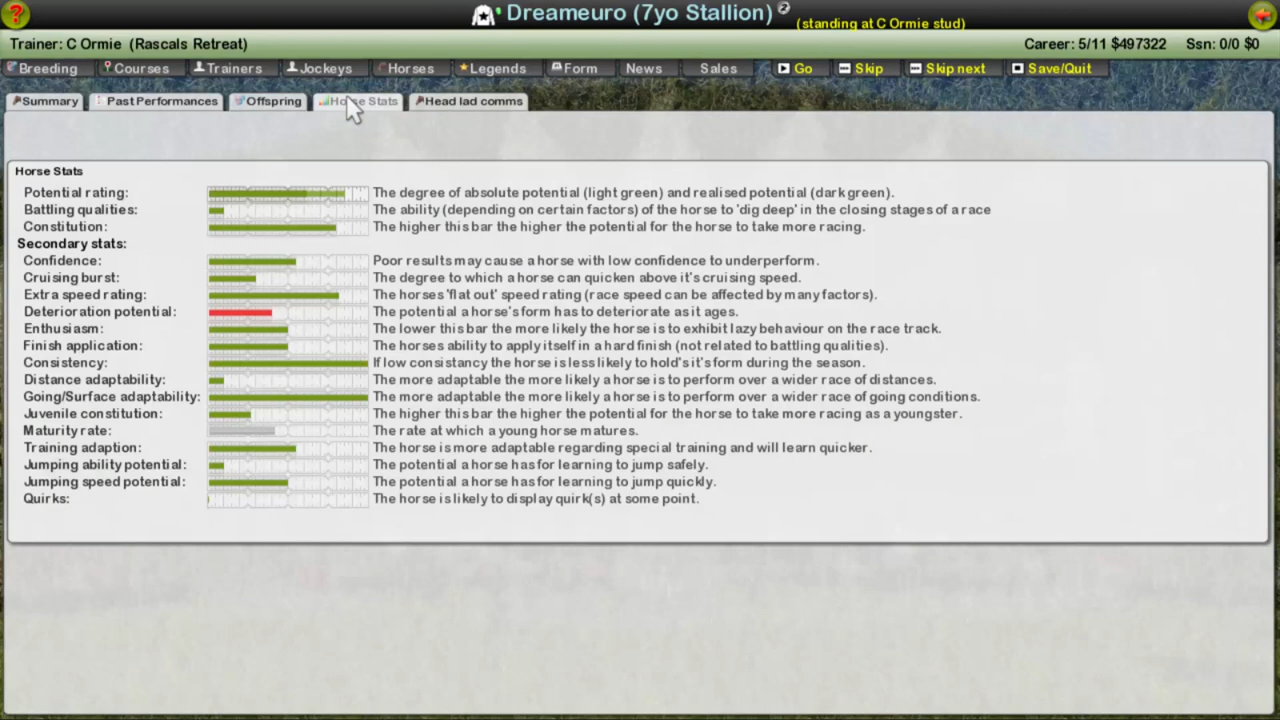 ?
Dreameuro (7yo Stallion)
(standing at C Ormie stud)
Trainer: C Ormie (Rascals Retreat)
Career: 5/11 $497322 Ssn: 0/0 $0
Breeding Courses Trainers Jockeys Horses Legends Form News Sales Go Skip Skip next Save/Quit
Summary Past Performances Offspring Horse Stats Head lad comms
Horse Stats
Potential rating: The degree of absolute potential (light green) and realised potential (dark green).
Battling qualities: The ability (depending on certain factors) of the horse to 'dig deep' in the closing stages of a race
Constitution: The higher this bar the higher the potential for the horse to take more racing.
Secondary stats:
Confidence: Poor results may cause a horse with low confidence to underperform.
Cruising burst: The degree to which a horse can quicken above it's cruising speed.
Extra speed rating: The horses 'flat out' speed rating (race speed can be affected by many factors).
Deterioration potential: The potential a horse's form has to deteriorate as it ages.
Enthusiasm: The lower this bar the more likely the horse is to exhibit lazy behaviour on the race track.
Finish application: The horses ability to apply itself in a hard finish (not related to battling qualities).
Consistency: If low consistancy the horse is less likely to hold's it's form during the season.
Distance adaptability: The more adaptable the more likely a horse is to perform over a wider race of distances.
Going/Surface adaptability: The more adaptable the more likely a horse is to perform over a wider race of going conditions.
Juvenile constitution: The higher this bar the higher the potential for the horse to take more racing as a youngster.
Maturity rate: The rate at which a young horse matures.
Training adaption: The horse is more adaptable regarding special training and will learn quicker.
Jumping ability potential: The potential a horse has for learning to jump safely.
Jumping speed potential: The potential a horse has for learning to jump quickly.
Quirks: The horse is likely to display quirk(s) at some point.